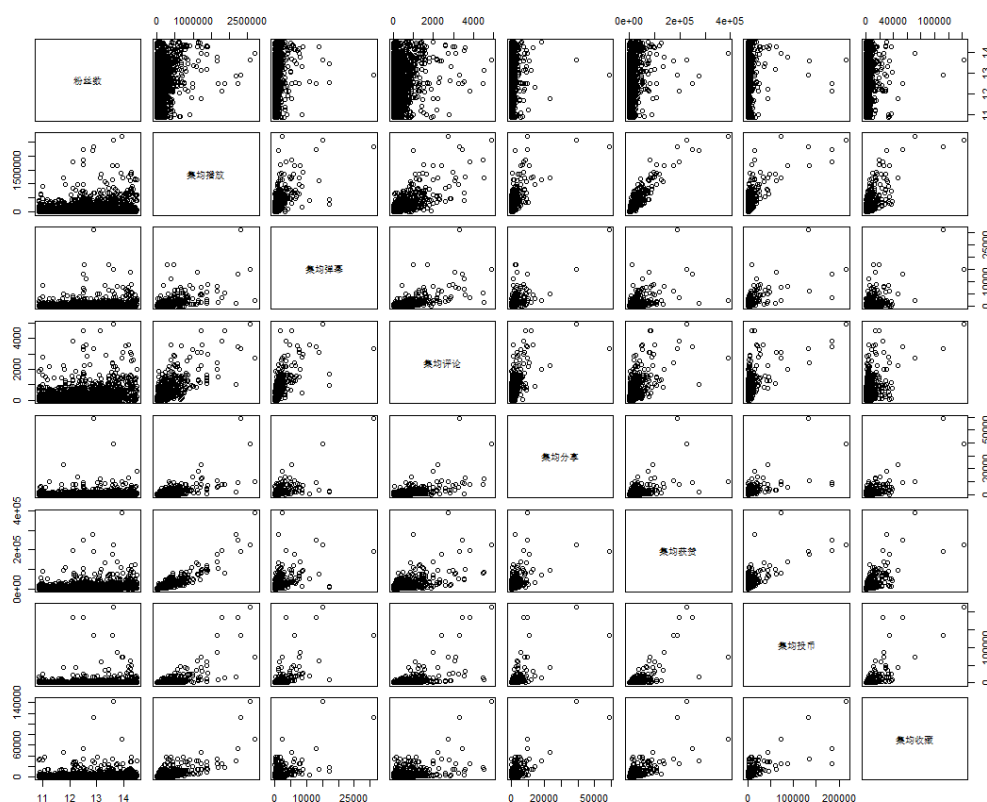 0 1000000 2500000 0 2000 4000 0e+00 2e+05 4e+05 0 40000 100000
粉丝数 11 12 13 14
0 1500000 集均播放
集均弹幕 0 10000 25000
0 2000 4000 集均评论
集均分享 0 20000 50000
0e+00 2e+05 4e+05 集均获赞
集均投币 0 100000
0 60000 140000 集均收藏
11 12 13 14 0 10000 25000 0 20000 60000 0 100000 200000